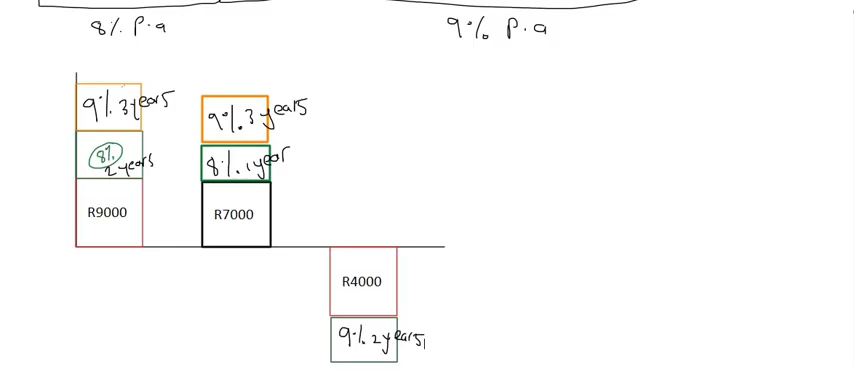 8% p.a
9% p.a
9% 3 years
8%
2 years
R9000
9% 3 years
8% 1 year
R7000
R4000
9% 2 years